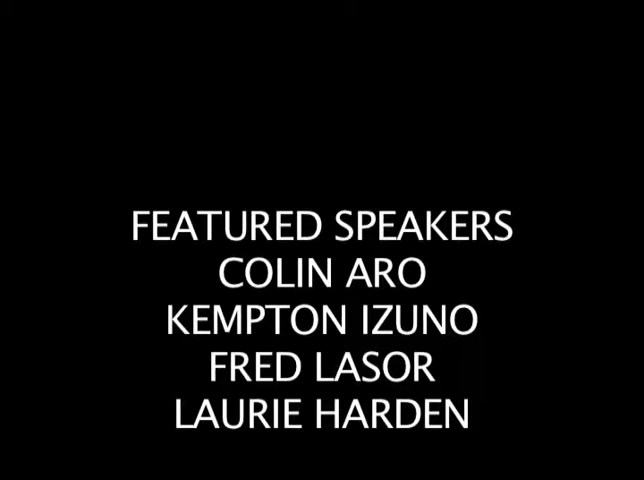 FEATURED SPEAKERS
COLIN ARO
KEMPTON IZUNO
FRED LASOR
LAURIE HARDEN